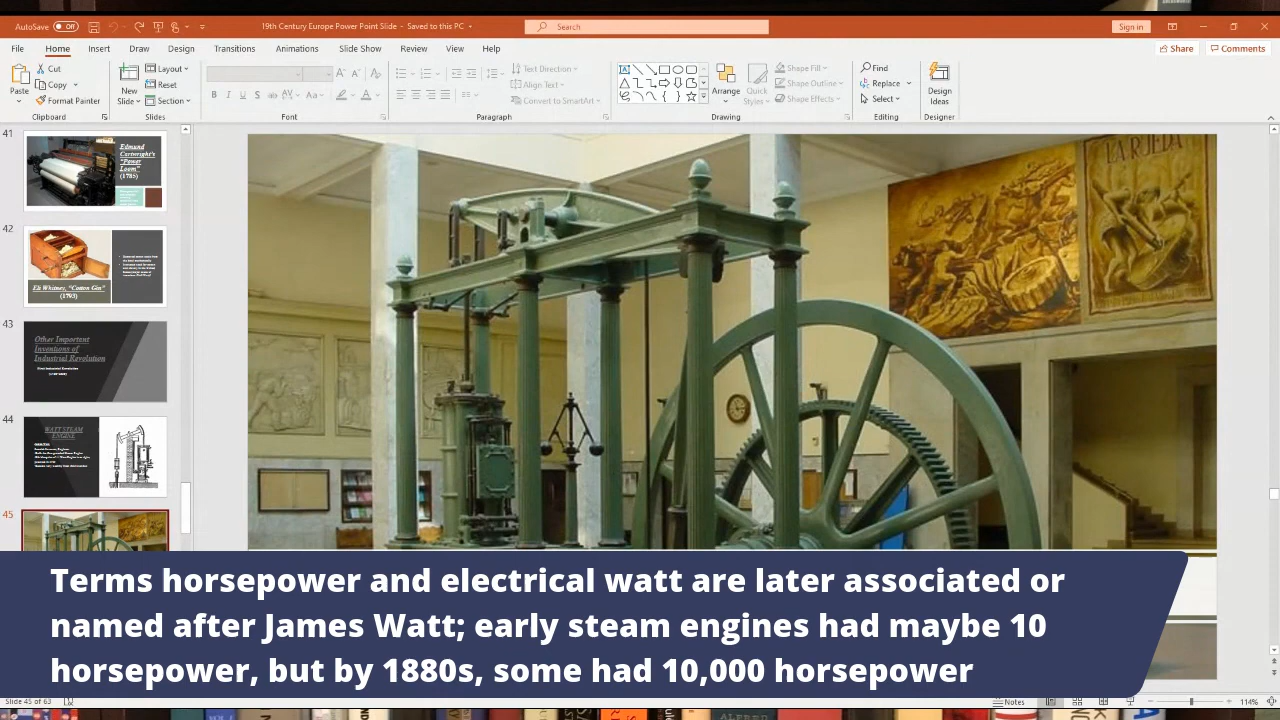 AutoSave
Off
19th Century Europe Power Point Slide - Saved to this PC
Search
Sign in
File
Home
Insert
Draw
Design
Transitions
Animations
Slide Show
Review
View
Help
Share
Comments
Paste
Cut
Copy
Format Painter
Clipboard
New
Slide
Layout
Reset
Section
Slides
Font
Text Direction
Align Text
Convert to SmartArt
Paragraph
Arrange
Quick
Styles
Shape Fill
Shape Outline
Shape Effects
Drawing
Find
Replace
Select
Editing
Design
Ideas
Designer
41
Edmund
Cartwright's
"Power
Loom"
(1785)
42
Eli Whitney, "Cotton Gin"
(1793)
43
Other Important
Inventions of
Industrial Revolution
44
WATT STEAM
ENGINE
45
LA RUEDA
Terms horsepower and electrical watt are later associated or
named after James Watt; early steam engines had maybe 10
horsepower, but by 1880s, some had 10,000 horsepower
Slide 45 of 63
Notes
114%